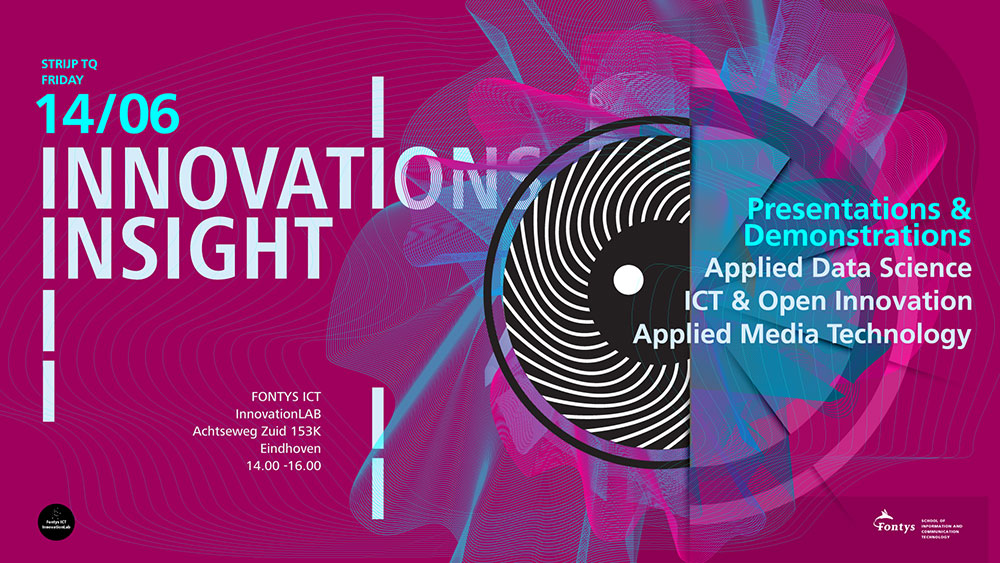 STRIJP TQ
FRIDAY
14/06
INNOVATIONS
INSIGHT
FONTYS ICT
InnovationLAB
Achtseweg Zuid 153K
Eindhoven
14.00 -16.00
Presentations &
Demonstrations
Applied Data Science
ICT & Open Innovation
Applied Media Technology
Fontys ICT
InnovationLab
Fontys
SCHOOL OF
INFORMATION AND
COMMUNICATION
TECHNOLOGY